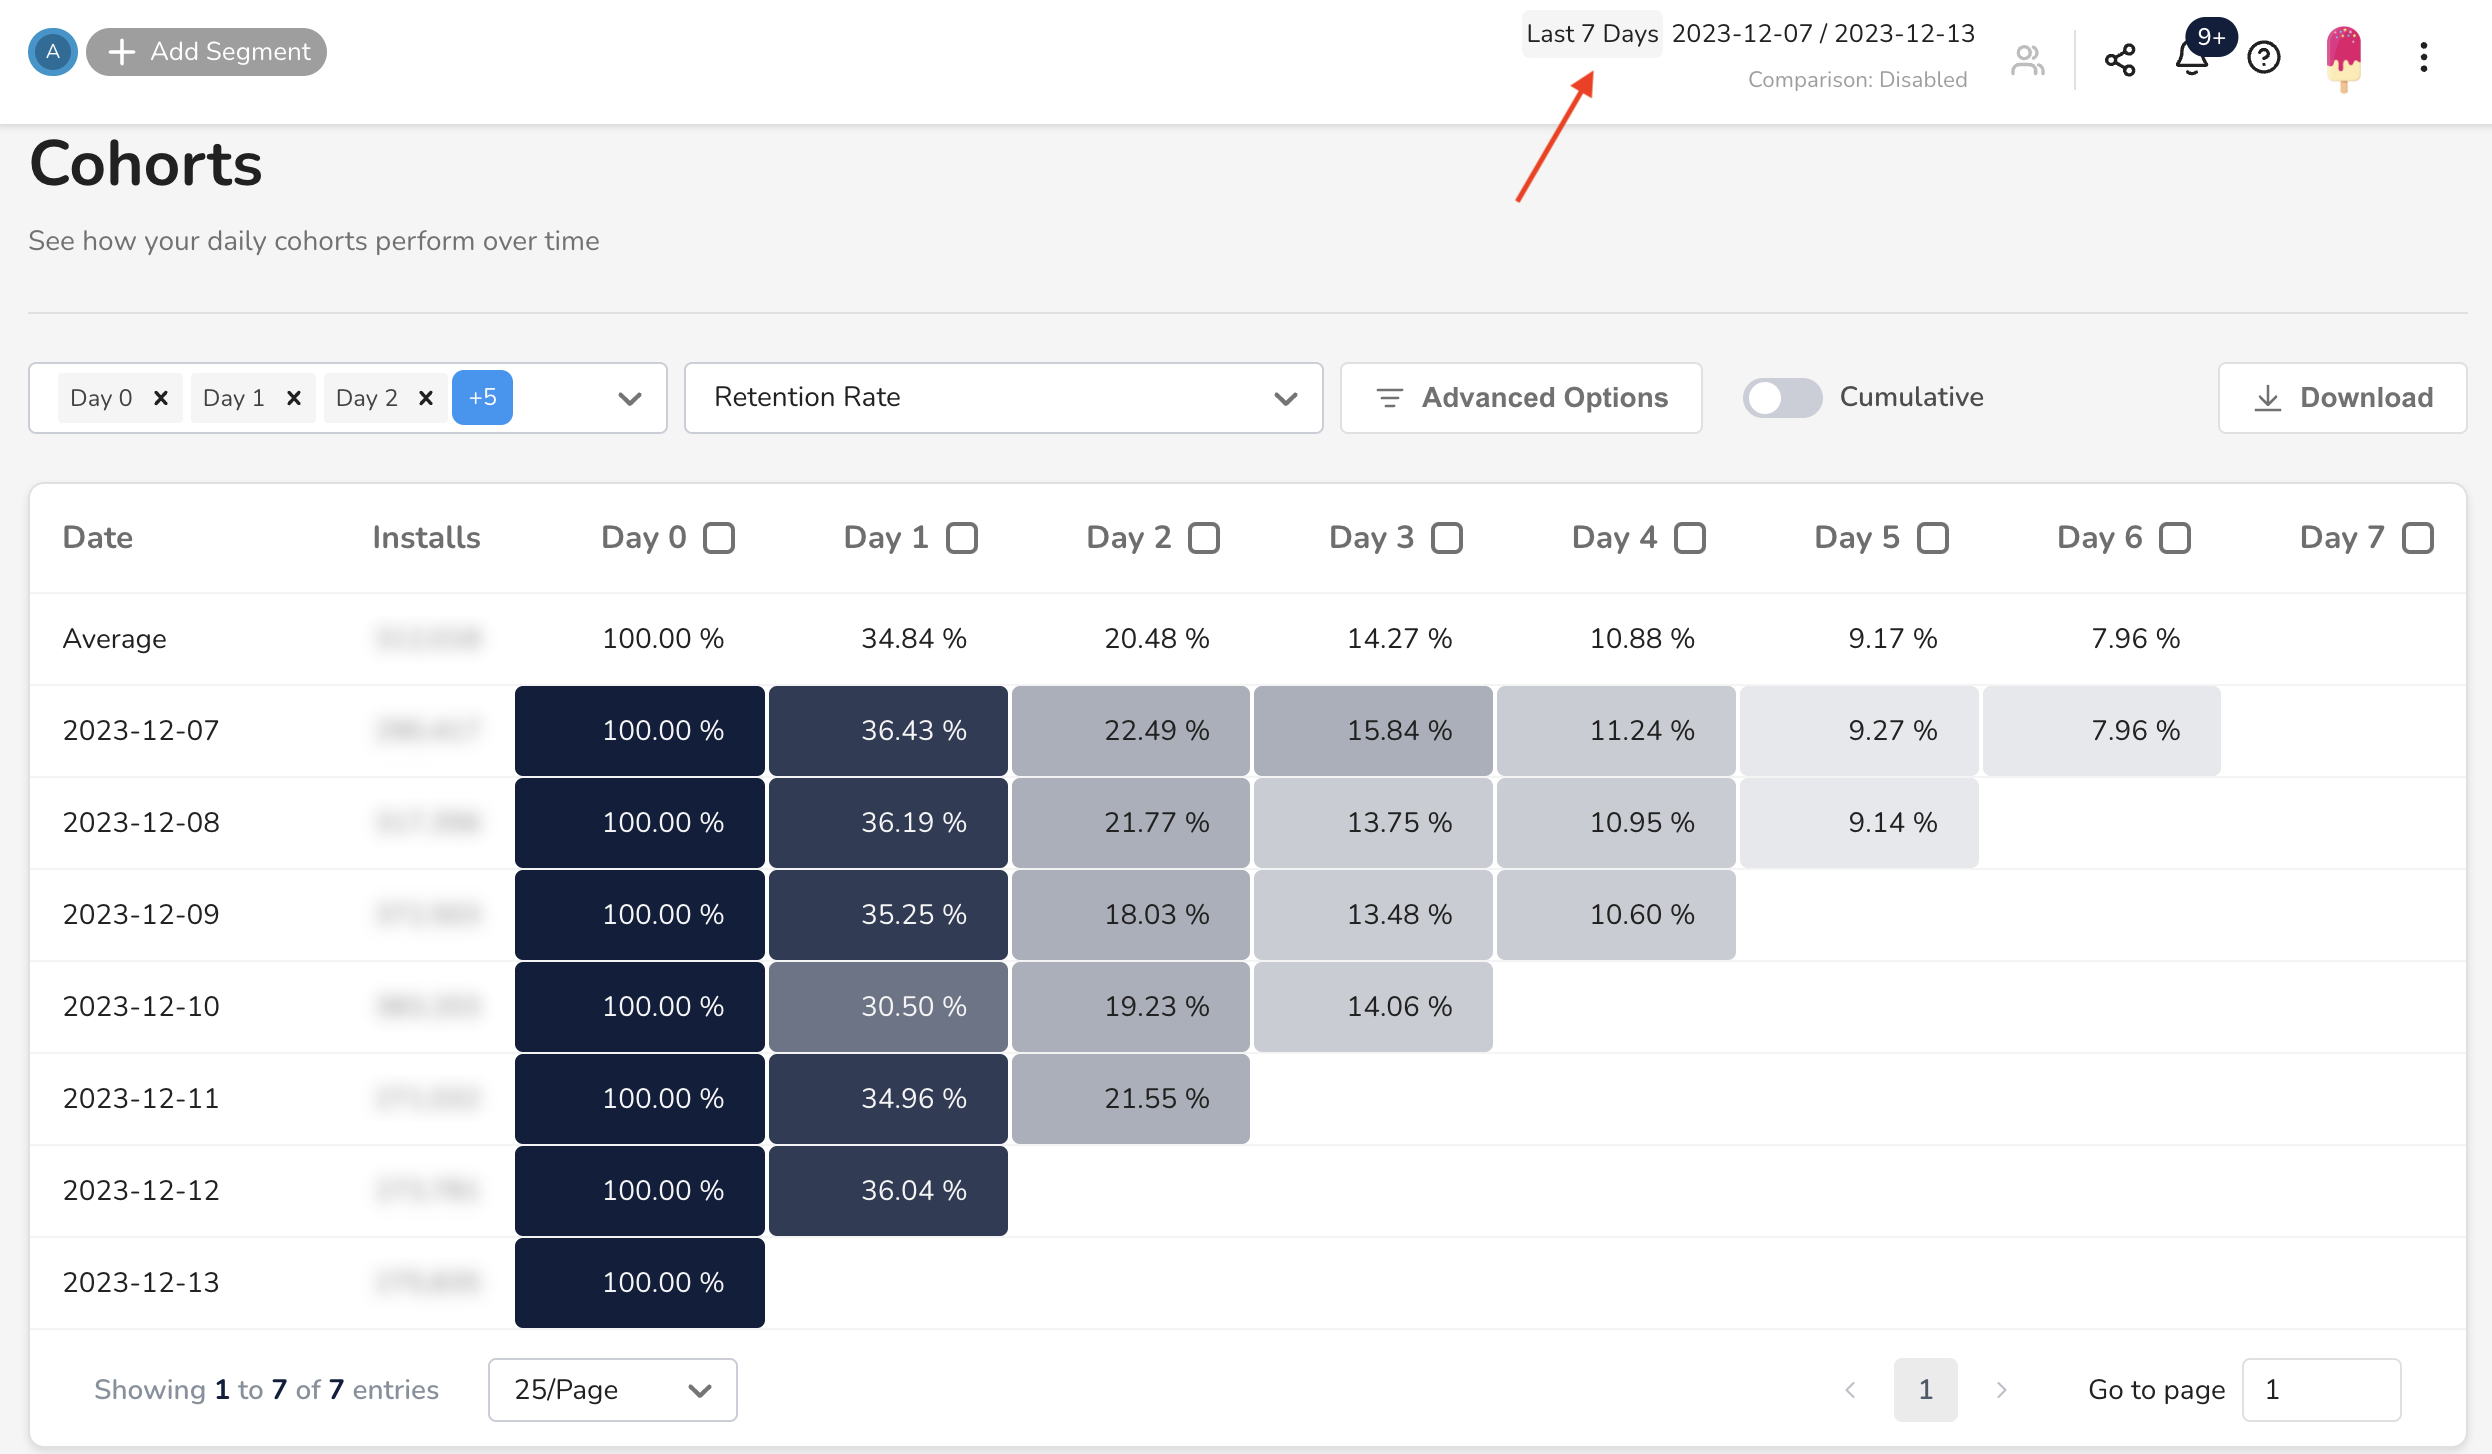 A Add Segment Last 7 Days 2023-12-07 / 2023-12-13 9+
Comparison: Disabled
Cohorts
See how your daily cohorts perform over time
Day 0 Day 1 Day 2 +5 Retention Rate Advanced Options Cumulative Download
Date Installs Day 0 Day 1 Day 2 Day 3 Day 4 Day 5 Day 6 Day 7
Average 100.00 % 34.84 % 20.48 % 14.27 % 10.88 % 9.17 % 7.96 %
2023-12-07 100.00 % 36.43 % 22.49 % 15.84 % 11.24 % 9.27 % 7.96 %
2023-12-08 100.00 % 36.19 % 21.77 % 13.75 % 10.95 % 9.14 %
2023-12-09 100.00 % 35.25 % 18.03 % 13.48 % 10.60 %
2023-12-10 100.00 % 30.50 % 19.23 % 14.06 %
2023-12-11 100.00 % 34.96 % 21.55 %
2023-12-12 100.00 % 36.04 %
2023-12-13 100.00 %
Showing 1 to 7 of 7 entries 25/Page 1 Go to page 1